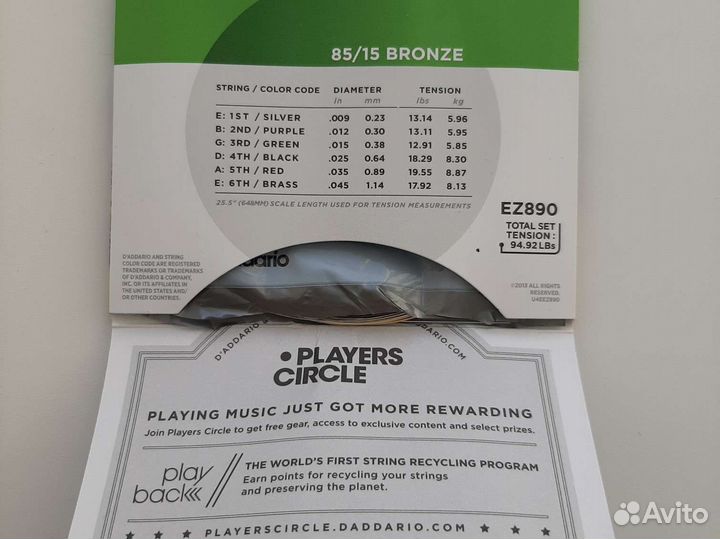 85/15 BRONZE
STRING / COLOR CODE DIAMETER TENSION
in mm lbs kg
E: 1ST / SILVER .009 0.23 13.14 5.96
B: 2ND / PURPLE .012 0.30 13.11 5.95
G: 3RD / GREEN .015 0.38 12.91 5.85
D: 4TH / BLACK .025 0.64 18.29 8.30
A: 5TH / RED .035 0.89 19.55 8.87
E: 6TH / BRASS .045 1.14 17.92 8.13
25.5" (648MM) SCALE LENGTH USED FOR TENSION MEASUREMENTS
EZ890
TOTAL SET
TENSION :
94.92 LBs
D'ADDARIO AND STRING
COLOR CODE ARE REGISTERED
TRADEMARKS OR TRADEMARKS
OF D'ADDARIO & COMPANY,
INC. OR ITS AFFILIATES IN
THE UNITED STATES AND/
OR OTHER COUNTRIES.
ddario
©2013 ALL RIGHTS
RESERVED.
U4EEZ890
D'ADDARIO
DARIO.COM
PLAYERS
CIRCLE
PLAYING MUSIC JUST GOT MORE REWARDING
Join Players Circle to get free gear, access to exclusive content and select prizes.
play
back
THE WORLD'S FIRST STRING RECYCLING PROGRAM
Earn points for recycling your strings
and preserving the planet.
PLAYERSCIRCLE.DADDARIO.COM
Avito